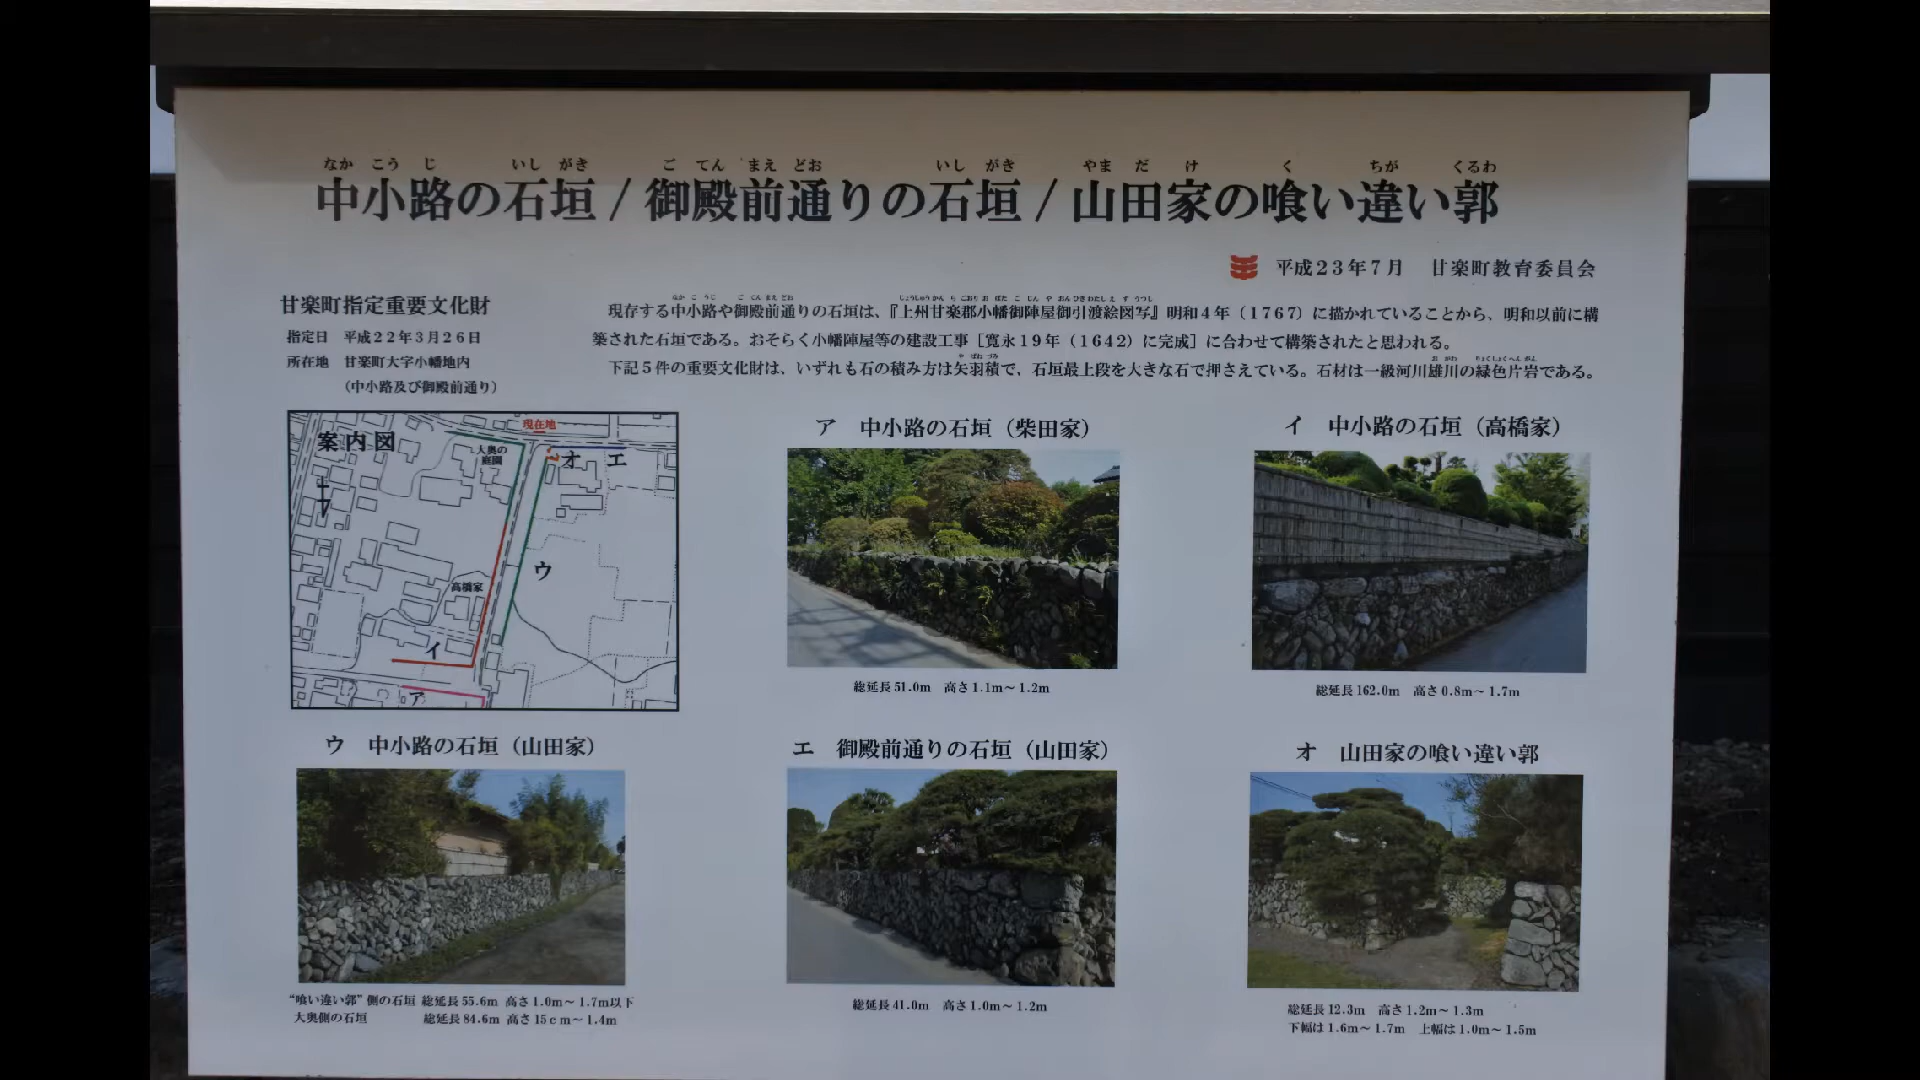 中小路の石垣 / 御殿前通りの石垣 / 山田家の喰い違い郭
なか こう じ いし がき ご てん まえ どお いし がき やま だ け く ちが くるわ
平成23年7月 甘楽町教育委員会
甘楽町指定重要文化財
指定日 平成22年3月26日
所在地 甘楽町大字小幡地内
(中小路及び御殿前通り)
現存する中小路や御殿前通りの石垣は、『上州甘楽郡小幡御陣屋御引渡絵図写』明和4年(1767)に描かれていることから、明和以前に構
築された石垣である。おそらく小幡陣屋等の建設工事[寛永19年(1642)に完成]に合わせて構築されたと思われる。
下記5件の重要文化財は、いずれも石の積み方は矢羽積で、石垣最上段を大きな石で押さえている。石材は一級河川雄川の緑色片岩である。
案内図
現在地
大奥の
庭園
オ エ
ウ
高橋家
イ
ア
ア 中小路の石垣(柴田家)
総延長51.0m 高さ1.1m~1.2m
イ 中小路の石垣(高橋家)
総延長162.0m 高さ0.8m~1.7m
ウ 中小路の石垣(山田家)
“喰い違い郭”側の石垣 総延長55.6m 高さ1.0m~1.7m以下
大奥側の石垣 総延長84.6m 高さ15cm~1.4m
エ 御殿前通りの石垣(山田家)
総延長41.0m 高さ1.0m~1.2m
オ 山田家の喰い違い郭
総延長12.3m 高さ1.2m~1.3m
下幅は1.6m~1.7m 上幅は1.0m~1.5m